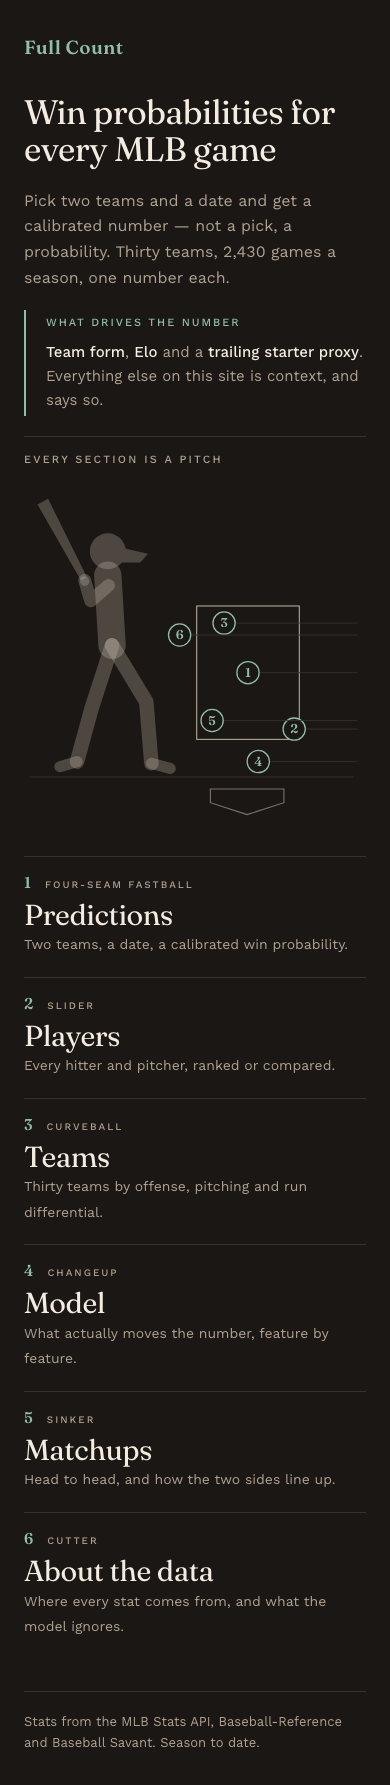 Full Count
Win probabilities for
every MLB game
Pick two teams and a date and get a
calibrated number — not a pick, a
probability. Thirty teams, 2,430 games a
season, one number each.
WHAT DRIVES THE NUMBER
Team form, Elo and a trailing starter proxy.
Everything else on this site is context, and
says so.
EVERY SECTION IS A PITCH
3
6
1
5
2
4
1 FOUR-SEAM FASTBALL
Predictions
Two teams, a date, a calibrated win probability.
2 SLIDER
Players
Every hitter and pitcher, ranked or compared.
3 CURVEBALL
Teams
Thirty teams by offense, pitching and run
differential.
4 CHANGEUP
Model
What actually moves the number, feature by
feature.
5 SINKER
Matchups
Head to head, and how the two sides line up.
6 CUTTER
About the data
Where every stat comes from, and what the
model ignores.
Stats from the MLB Stats API, Baseball-Reference
and Baseball Savant. Season to date.